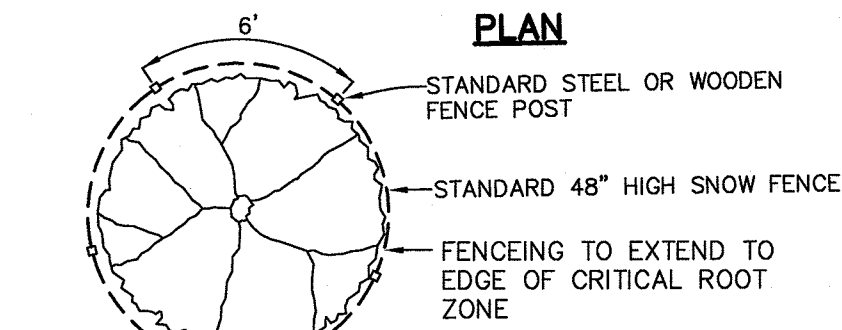 PLAN
6'
STANDARD STEEL OR WOODEN
FENCE POST
STANDARD 48" HIGH SNOW FENCE
FENCEING TO EXTEND TO
EDGE OF CRITICAL ROOT
ZONE